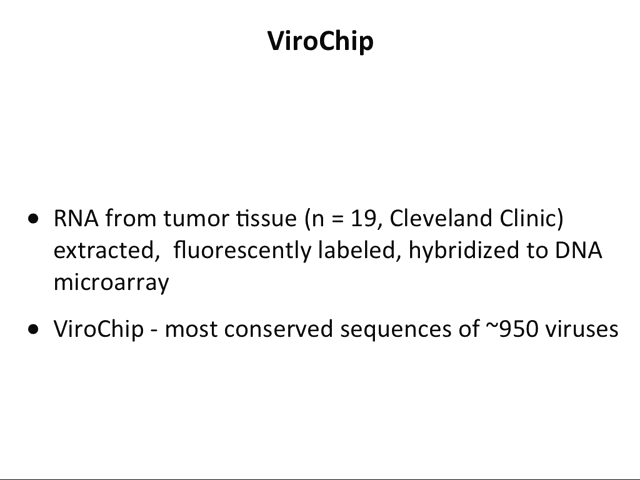 ViroChip
● RNA from tumor tissue (n = 19, Cleveland Clinic)
extracted,  fluorescently labeled, hybridized to DNA
microarray
● ViroChip - most conserved sequences of ~950 viruses